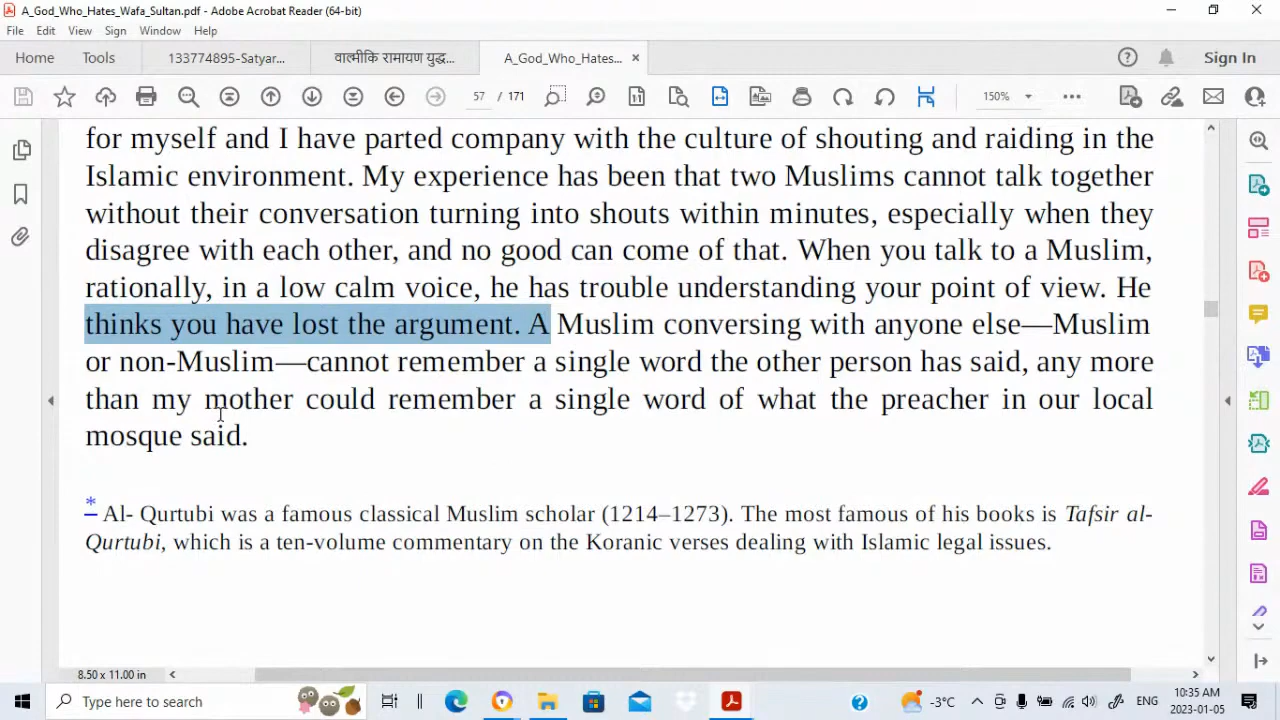 A_God_Who_Hates_Wafa_Sultan.pdf - Adobe Acrobat Reader (64-bit)
File Edit View Sign Window Help
Home Tools 133774895-Satyar... वाल्मीकि रामायण युद्ध... A_God_Who_Hates... × Sign In
57 / 171 150%
for myself and I have parted company with the culture of shouting and raiding in the
Islamic environment. My experience has been that two Muslims cannot talk together
without their conversation turning into shouts within minutes, especially when they
disagree with each other, and no good can come of that. When you talk to a Muslim,
rationally, in a low calm voice, he has trouble understanding your point of view. He
thinks you have lost the argument. A Muslim conversing with anyone else—Muslim
or non-Muslim—cannot remember a single word the other person has said, any more
than my mother could remember a single word of what the preacher in our local
mosque said.
* Al- Qurtubi was a famous classical Muslim scholar (1214–1273). The most famous of his books is Tafsir al-
Qurtubi, which is a ten-volume commentary on the Koranic verses dealing with Islamic legal issues.
8.50 x 11.00 in
Type here to search -3°C ENG 10:35 AM
2023-01-05